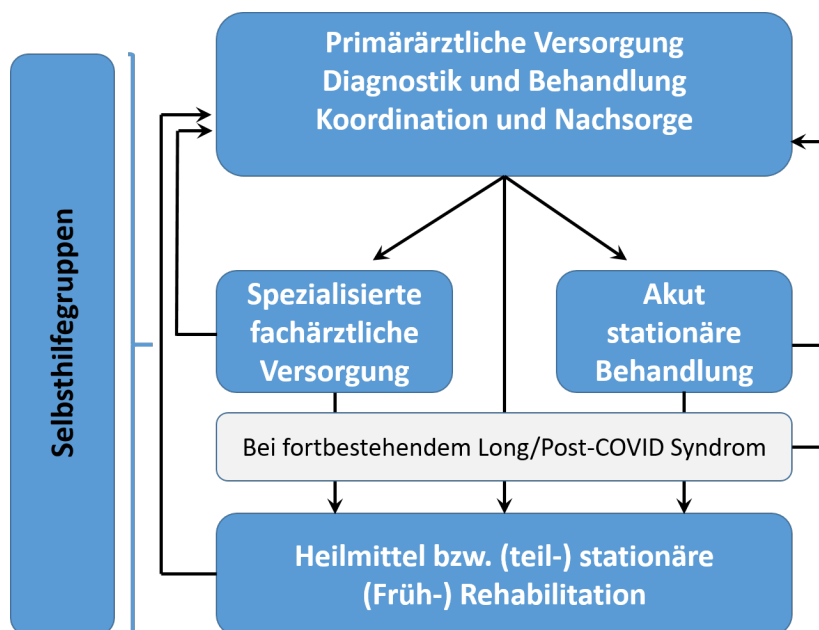 Selbsthilfegruppen
Primärärztliche Versorgung
Diagnostik und Behandlung
Koordination und Nachsorge
Spezialisierte
fachärztliche
Versorgung
Akut
stationäre
Behandlung
Bei fortbestehendem Long/Post-COVID Syndrom
Heilmittel bzw. (teil-) stationäre
(Früh-) Rehabilitation